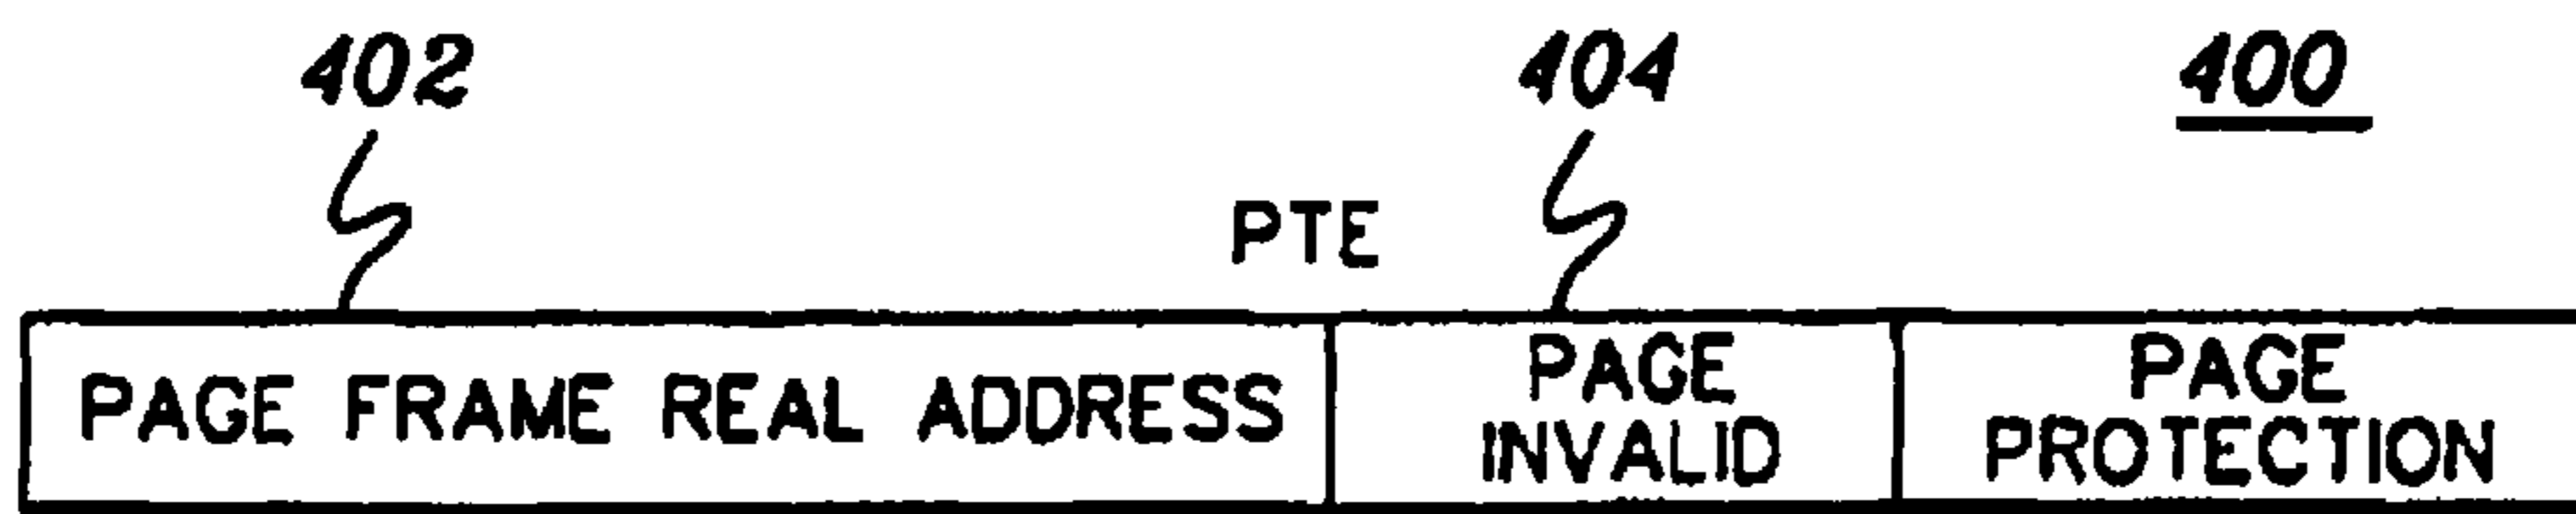 402 404 400
PTE
PAGE FRAME REAL ADDRESS
PAGE
INVALID
PAGE
PROTECTION